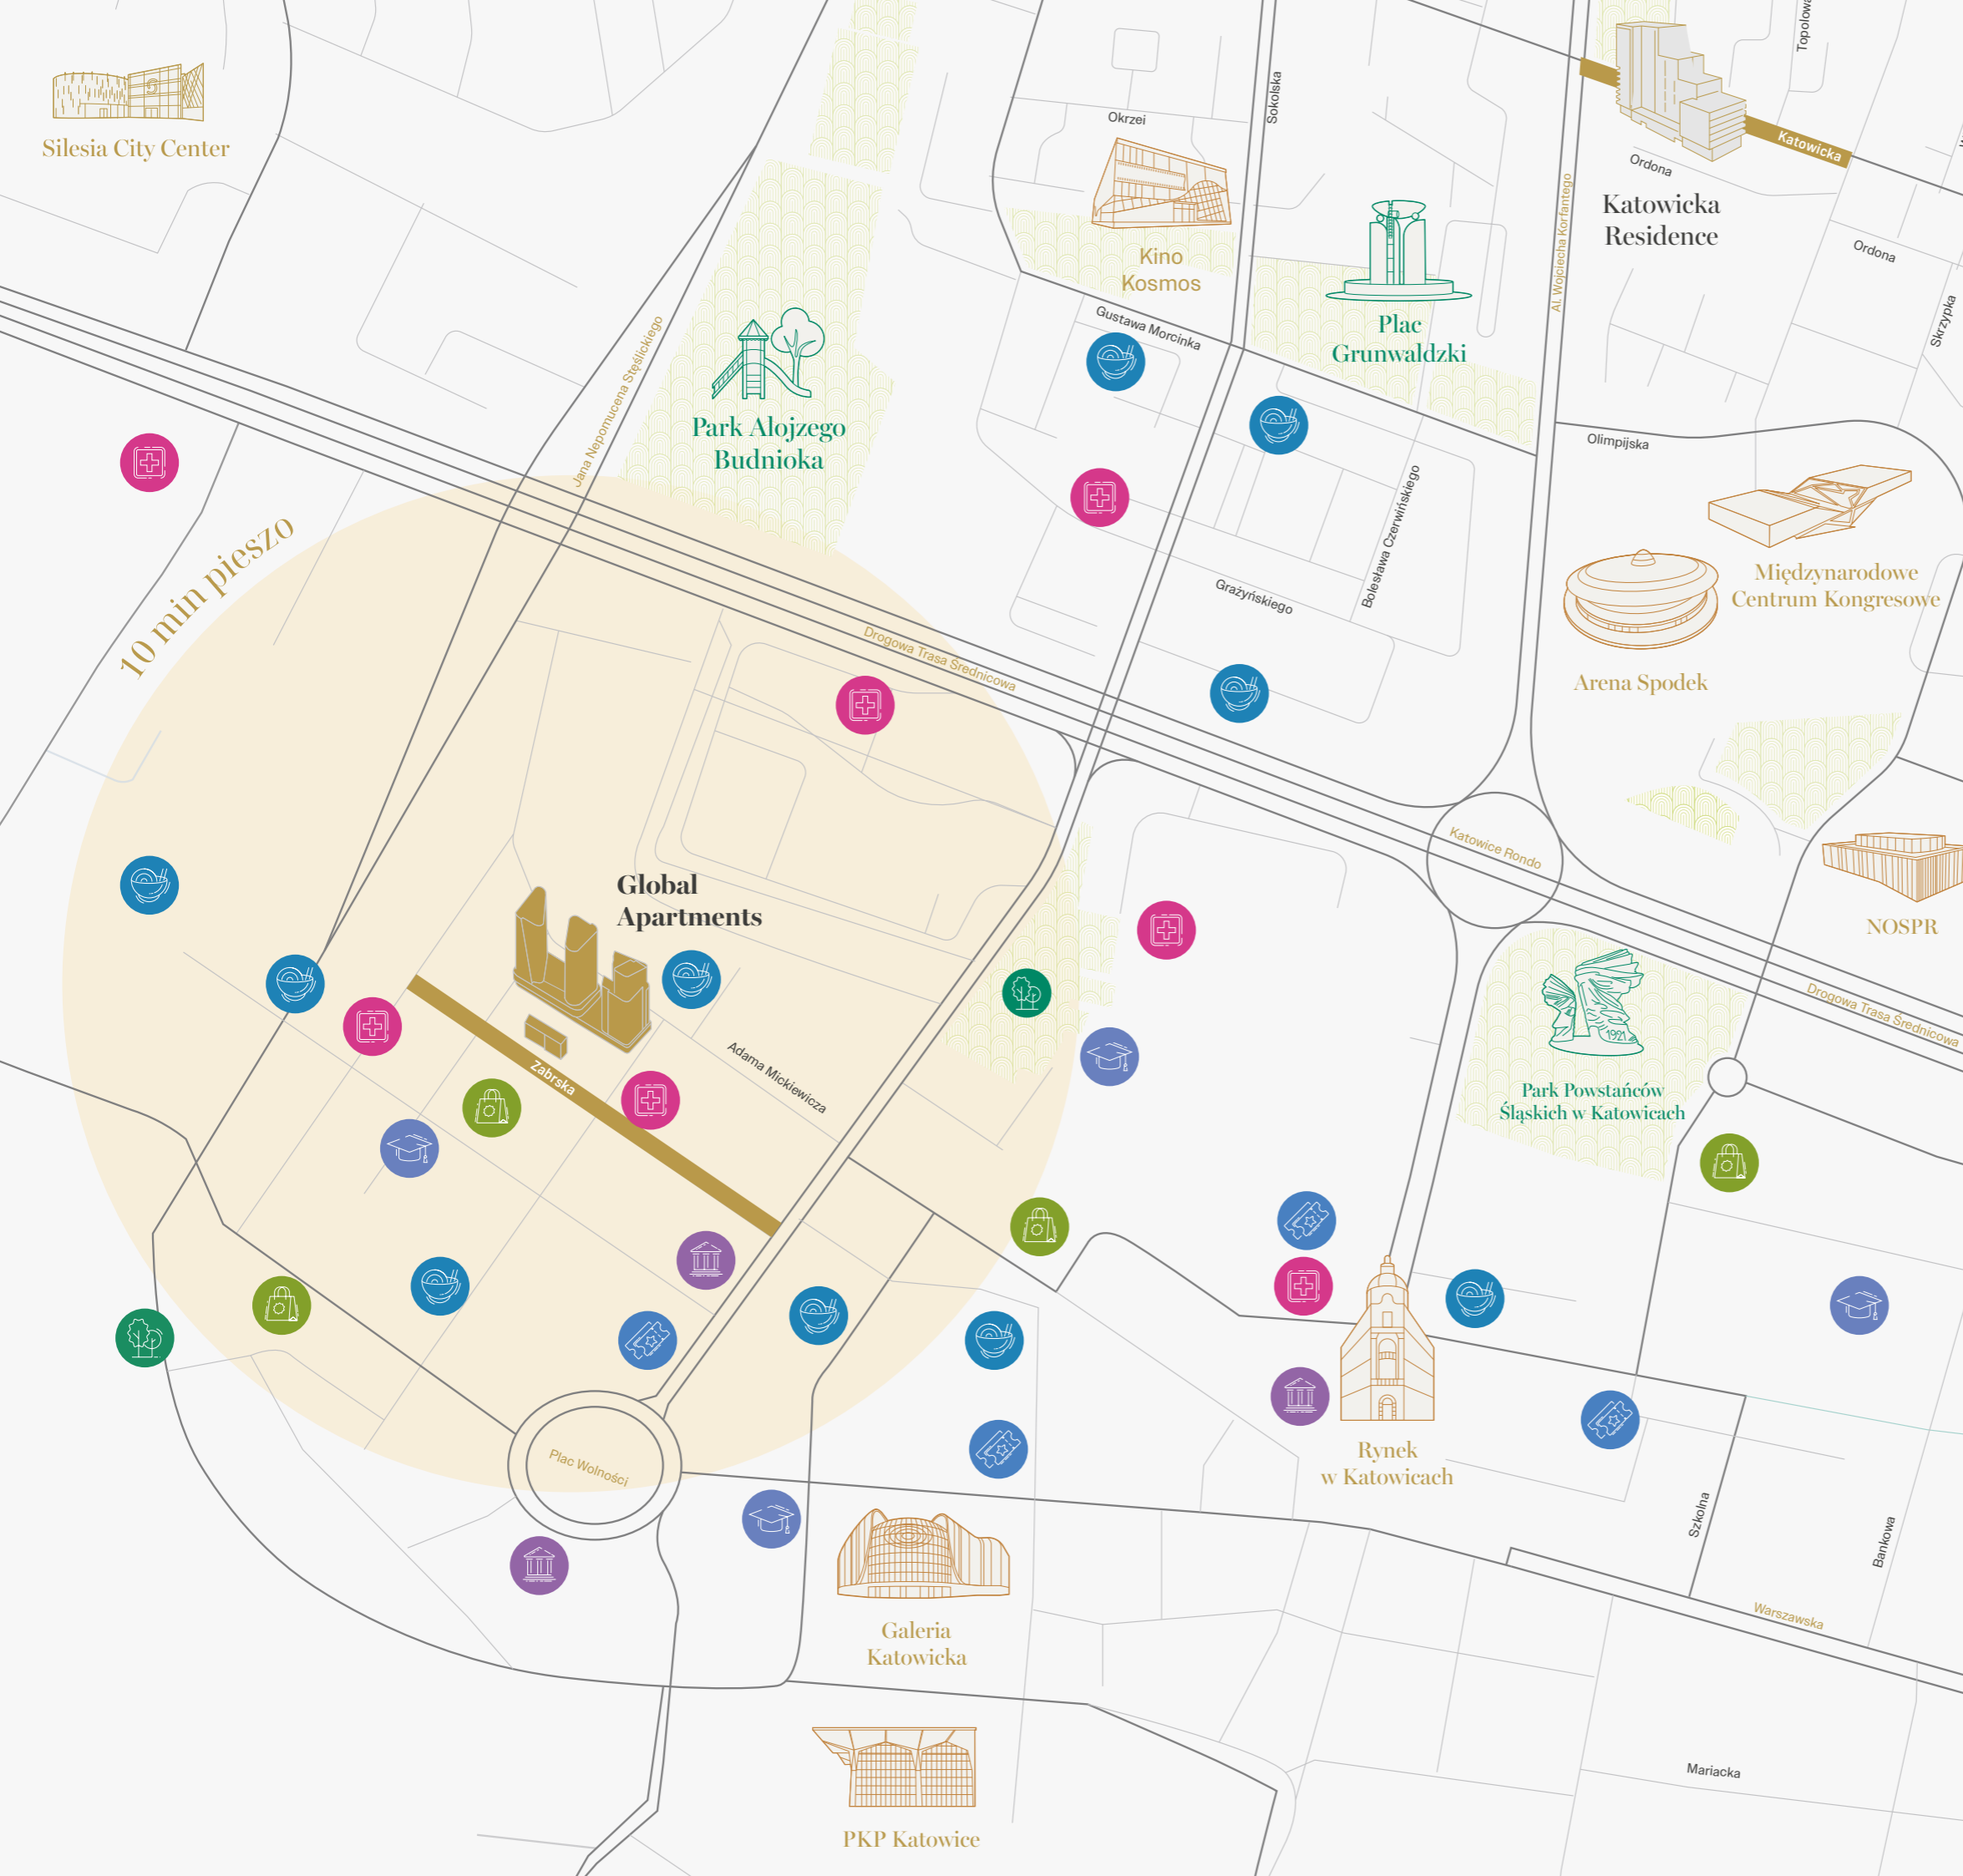 Topolowa
Sokolska
Okrzei
Silesia City Center
Katowicka
Ordona
Katowicka
Residence
Al. Wojciecha Korfantego
Ordona
Kino
Kosmos
Gustawa Morcinka
Plac
Grunwaldzki
Skrzypka
Jana Nepomucena Stęślickiego
Park Alojzego
Budnioka
Olimpijska
Bolesława Czerwińskiego
10 min pieszo
Międzynarodowe
Centrum Kongresowe
Grażyńskiego
Arena Spodek
Drogowa Trasa Średnicowa
Katowice Rondo
Global
Apartments
NOSPR
Drogowa Trasa Średnicowa
1921
Adama Mickiewicza
Zabrska
Park Powstańców
Śląskich w Katowicach
Plac Wolności
Rynek
w Katowicach
Szkolna
Bankowa
Warszawska
Galeria
Katowicka
Mariacka
PKP Katowice